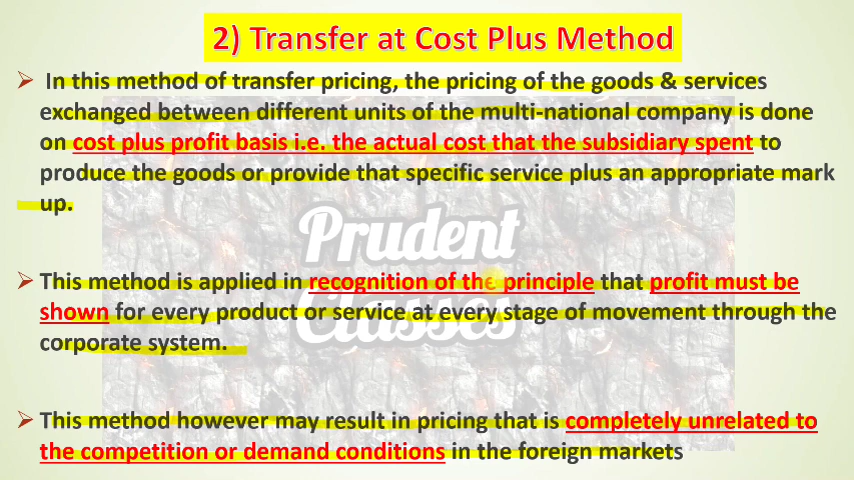 2) Transfer at Cost Plus Method
➢ In this method of transfer pricing, the pricing of the goods & services
exchanged between different units of the multi-national company is done
on cost plus profit basis i.e. the actual cost that the subsidiary spent to
produce the goods or provide that specific service plus an appropriate mark
up.
Prudent
➢ This method is applied in recognition of the principle that profit must be
shown for every product or service at every stage of movement through the
Classes
corporate system.
➢ This method however may result in pricing that is completely unrelated to
the competition or demand conditions in the foreign markets